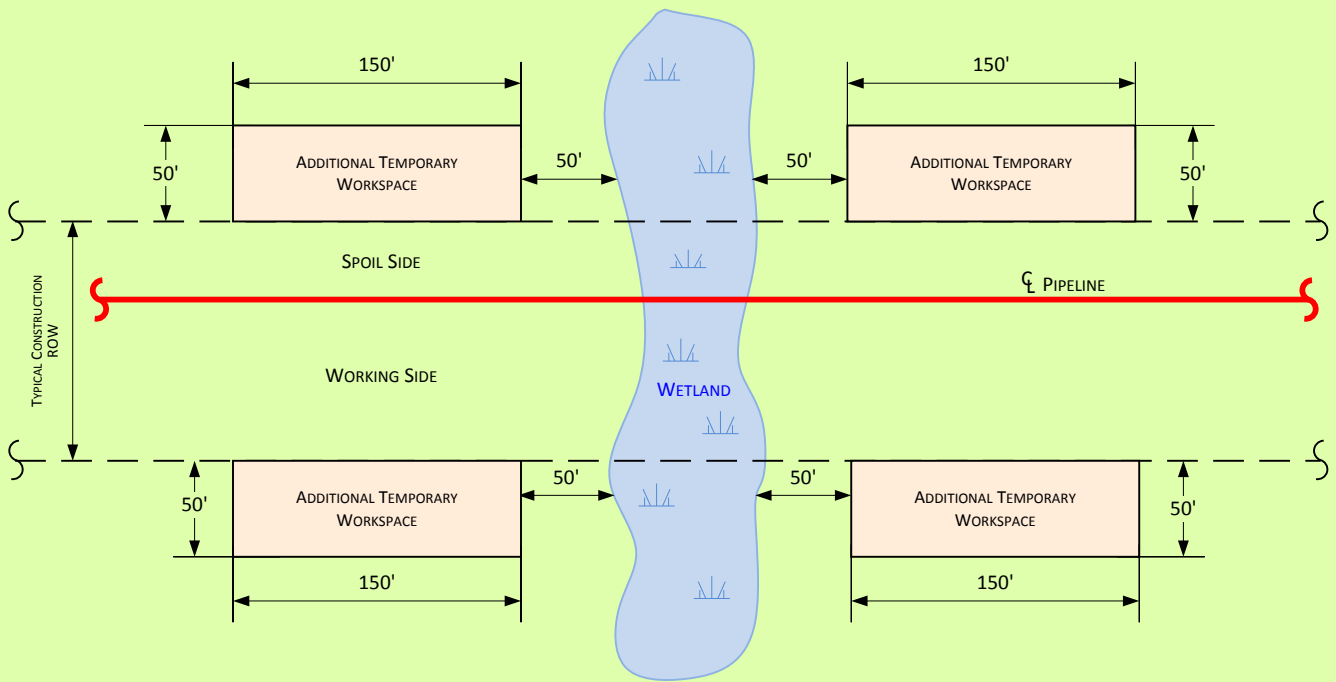 150'
150'
50'
ADDITIONAL TEMPORARY
WORKSPACE
50'
50'
ADDITIONAL TEMPORARY
WORKSPACE
50'
SPOIL SIDE
℄ PIPELINE
TYPICAL CONSTRUCTION
ROW
WORKING SIDE
WETLAND
50'
ADDITIONAL TEMPORARY
WORKSPACE
50'
50'
ADDITIONAL TEMPORARY
WORKSPACE
50'
150'
150'